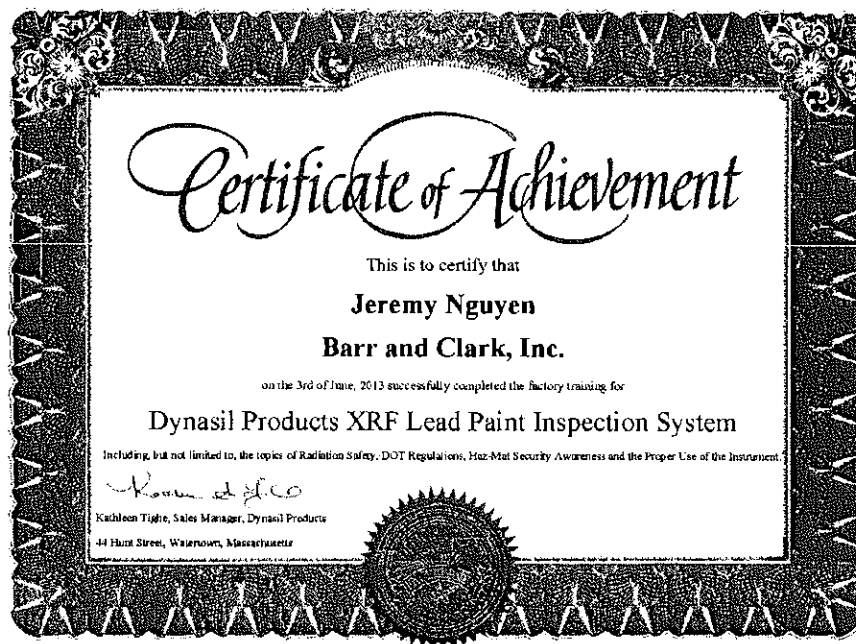 Certificate of Achievement
This is to certify that
Jeremy Nguyen
Barr and Clark, Inc.
on the 3rd of June, 2013 successfully completed the factory training for
Dynasil Products XRF Lead Paint Inspection System
Including, but not limited to, the topics of Radiation Safety, DOT Regulations, Haz-Mat Security Awareness and the Proper Use of the Instrument.
Kathleen Tighe, Sales Manager, Dynasil Products
44 Hunt Street, Watertown, Massachusetts